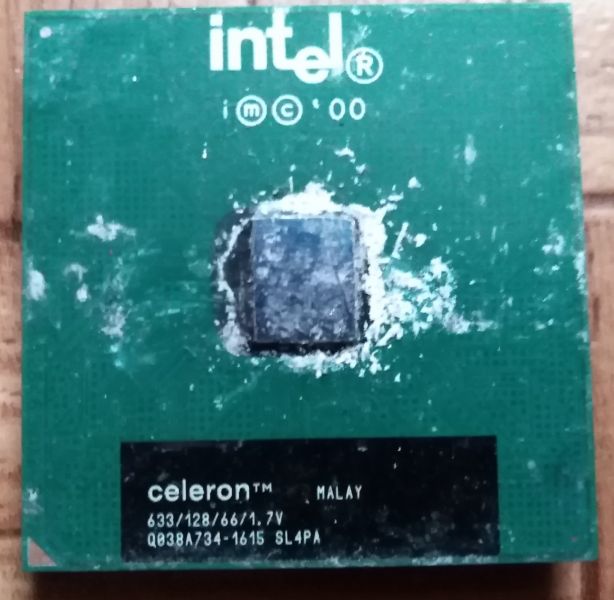 intel®
i ⓜ © '00
celeron™ MALAY
633/128/66/1.7V
Q038A734-1615 SL4PA